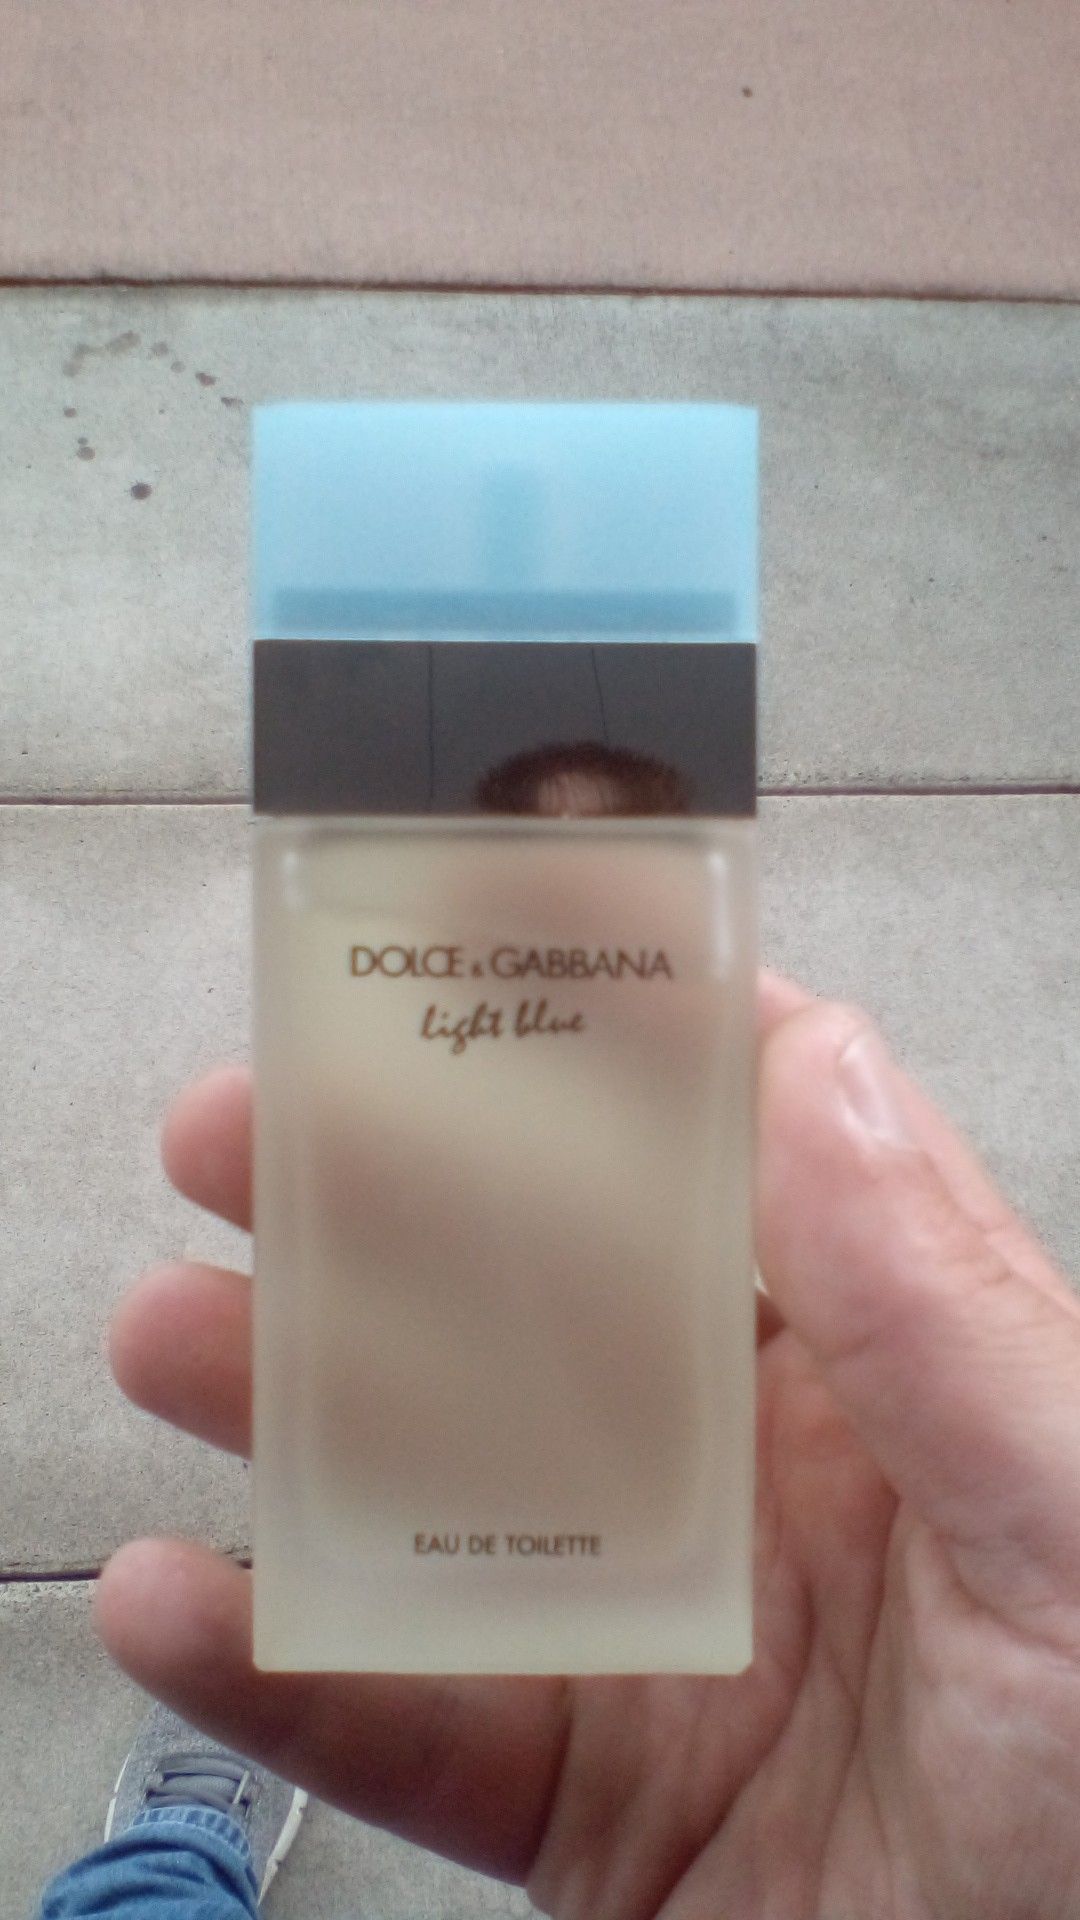 DOLCE & GABBANA
light blue
EAU DE TOILETTE